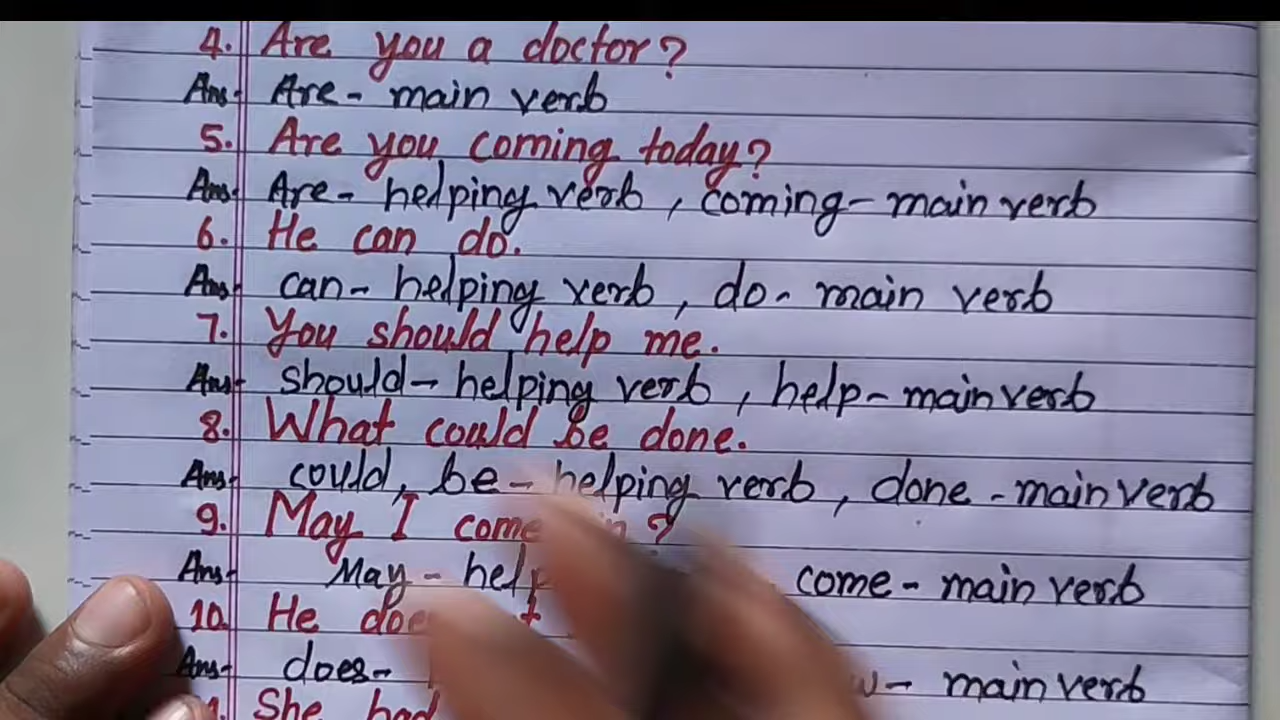 4. Are you a doctor?
Ans- Are- main verb
5. Are you coming today?
Ans- Are- helping verb, coming- main verb
6. He can do.
Ans- can- helping verb, do- main verb
7. You should help me.
Ans- should- helping verb, help- main verb
8. What could be done.
Ans- could, be- helping verb, done - main verb
9. May I come ?
Ans- May - come - main verb
10. He
Ans- does- main verb
She had